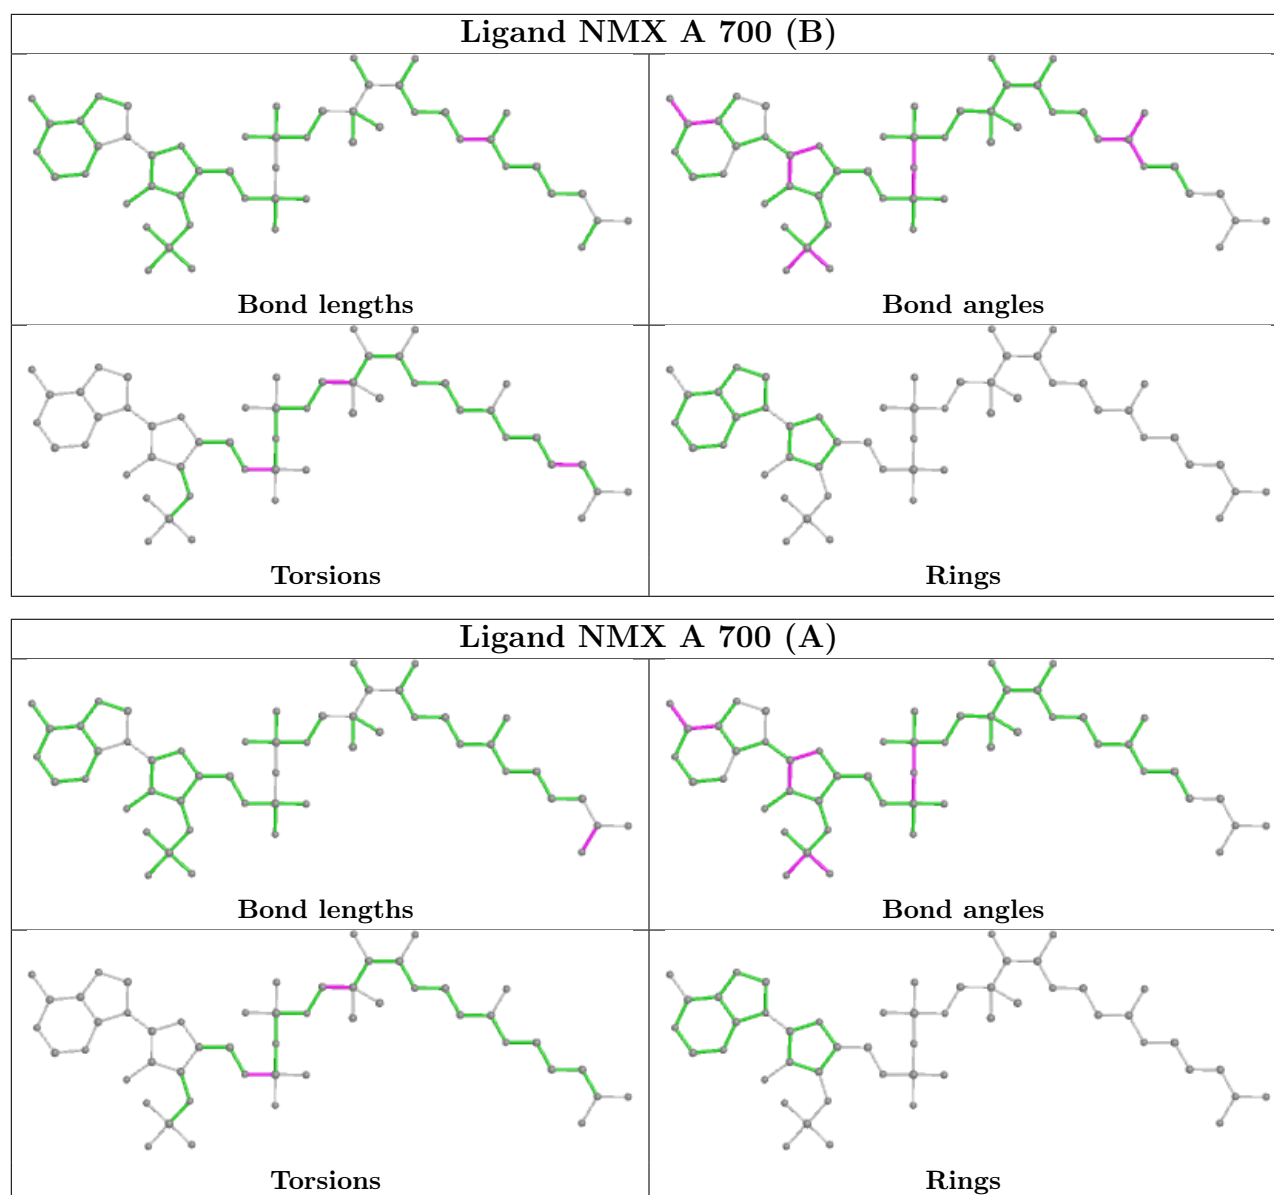 Ligand NMX A 700 (B)
Bond lengths
Bond angles
Torsions
Rings
Ligand NMX A 700 (A)
Bond lengths
Bond angles
Torsions
Rings